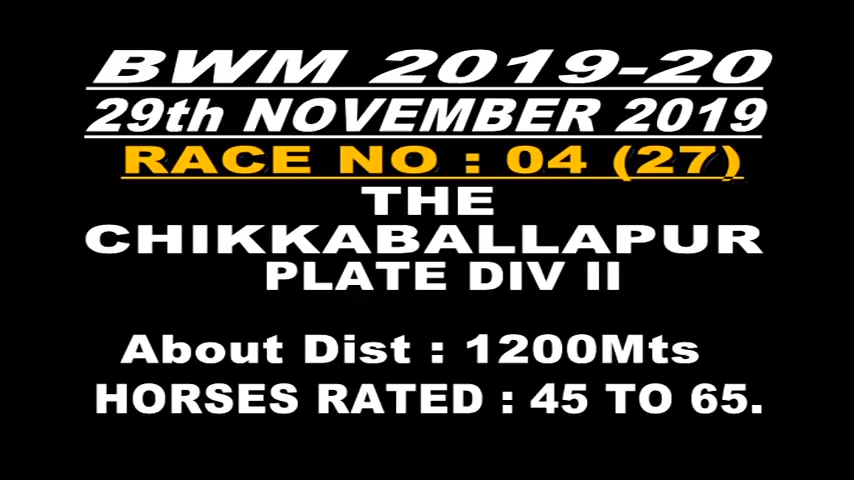 BWM 2019-20
29th NOVEMBER 2019
RACE NO : 04 (27)
THE
CHIKKABALLAPUR
PLATE DIV II
About Dist : 1200Mts
HORSES RATED : 45 TO 65.